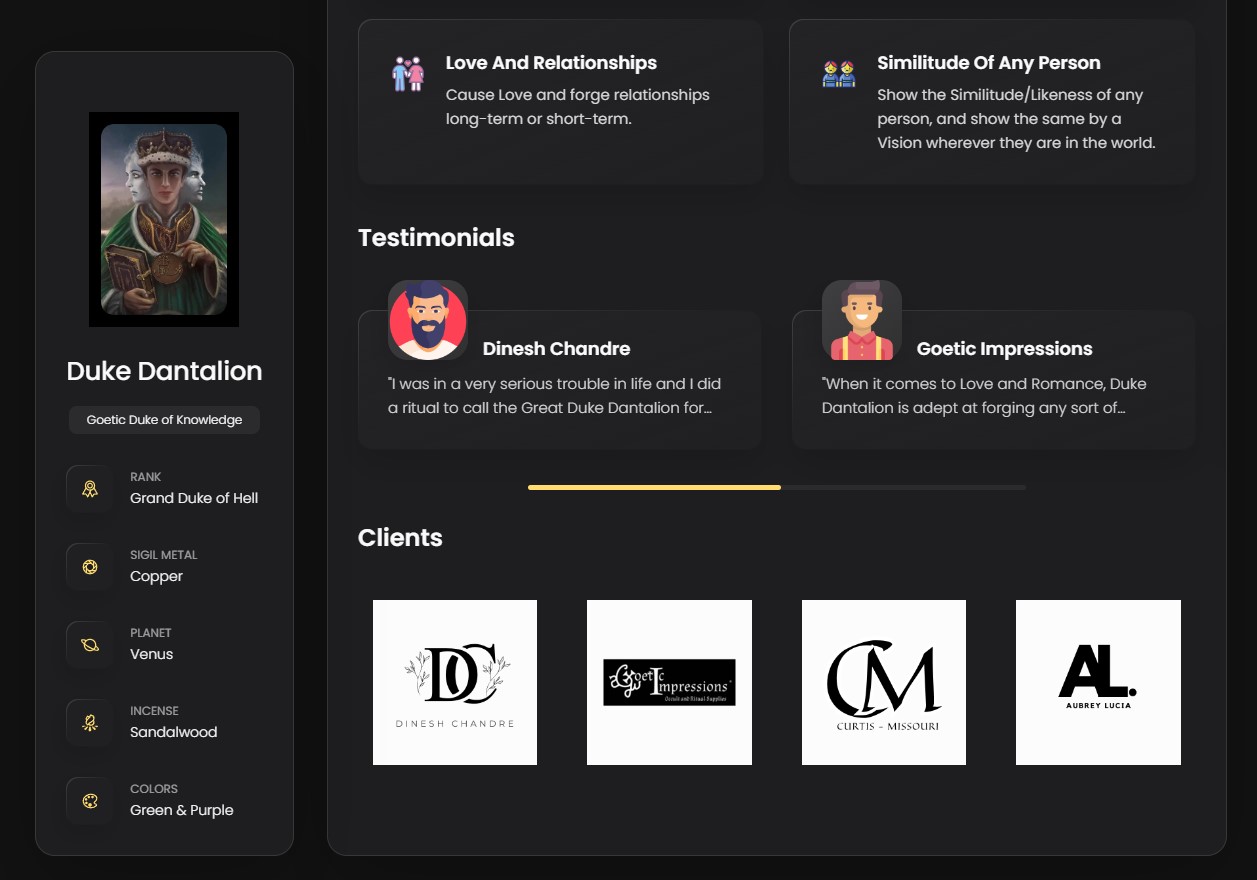 Duke Dantalion
Goetic Duke of Knowledge
RANK
Grand Duke of Hell
SIGIL METAL
Copper
PLANET
Venus
INCENSE
Sandalwood
COLORS
Green & Purple
Love And Relationships
Cause Love and forge relationships
long-term or short-term.
Similitude Of Any Person
Show the Similitude/Likeness of any
person, and show the same by a
Vision wherever they are in the world.
Testimonials
Dinesh Chandre
"I was in a very serious trouble in life and I did
a ritual to call the Great Duke Dantalion for...
Goetic Impressions
"When it comes to Love and Romance, Duke
Dantalion is adept at forging any sort of...
Clients
DC
DINESH CHANDRE
Goetic
Impressions
Occult and Ritual Supplies
CM
CURTIS - MISSOURI
AL.
AUBREY LUCIA